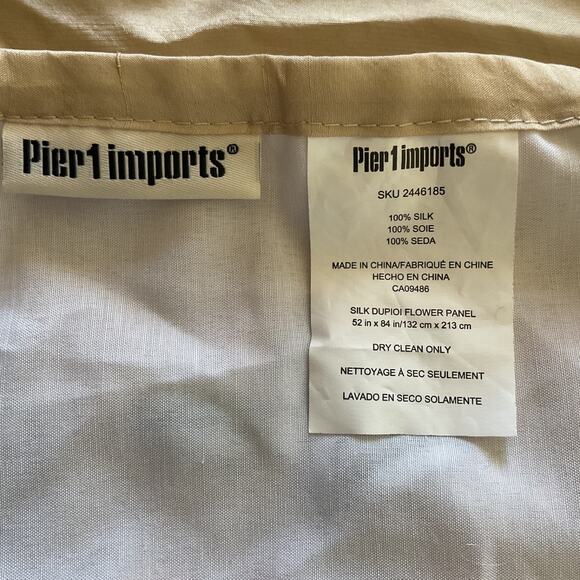 Pier1 imports®
Pier1 imports®
SKU 2446185
100% SILK
100% SOIE
100% SEDA
MADE IN CHINA/FABRIQUÉ EN CHINE
HECHO EN CHINA
CA09486
SILK DUPIOI FLOWER PANEL
52 in x 84 in/132 cm x 213 cm
DRY CLEAN ONLY
NETTOYAGE À SEC SEULEMENT
LAVADO EN SECO SOLAMENTE